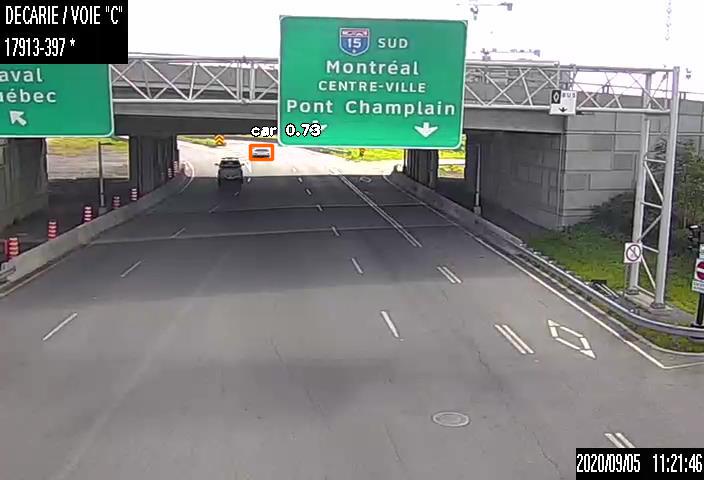 DECARIE / VOIE "C"
17913-397 *
aval
uébec
15 SUD
Montréal
CENTRE-VILLE
Pont Champlain
BUS
car 0.73
2020/09/05 11:21:46